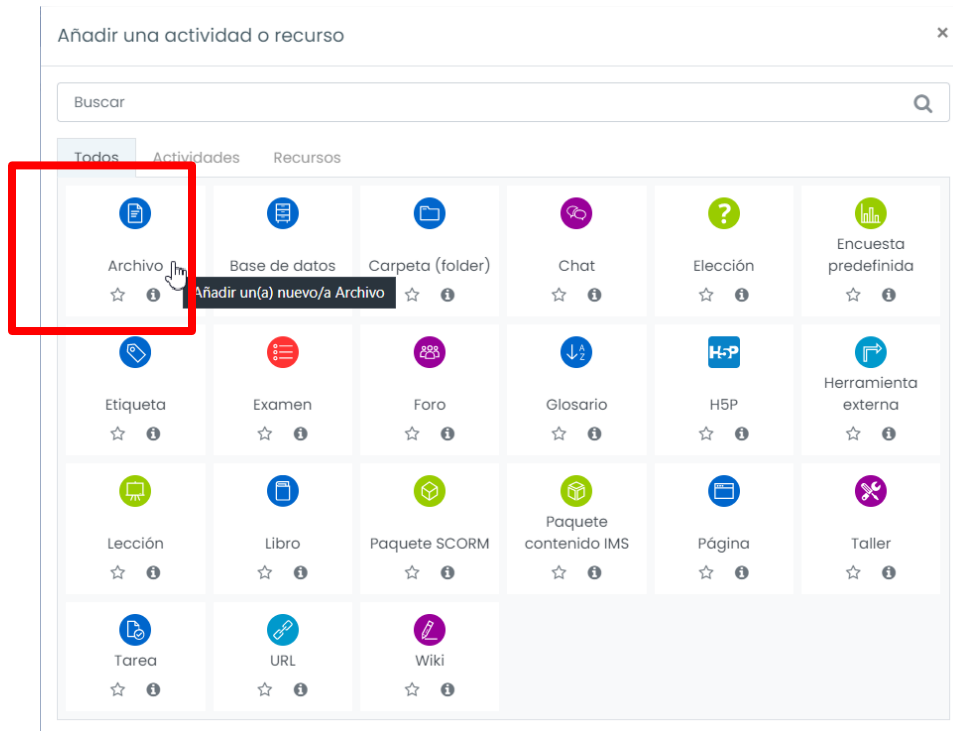 Añadir una actividad o recurso
×
Buscar
Todos Actividades Recursos
Archivo
Base de datos
Carpeta (folder)
Chat
Elección
Encuesta
predefinida
Añadir un(a) nuevo/a Archivo
Etiqueta
Examen
Foro
Glosario
H5P
H5P
Herramienta
externa
Lección
Libro
Paquete SCORM
Paquete
contenido IMS
Página
Taller
Tarea
URL
Wiki